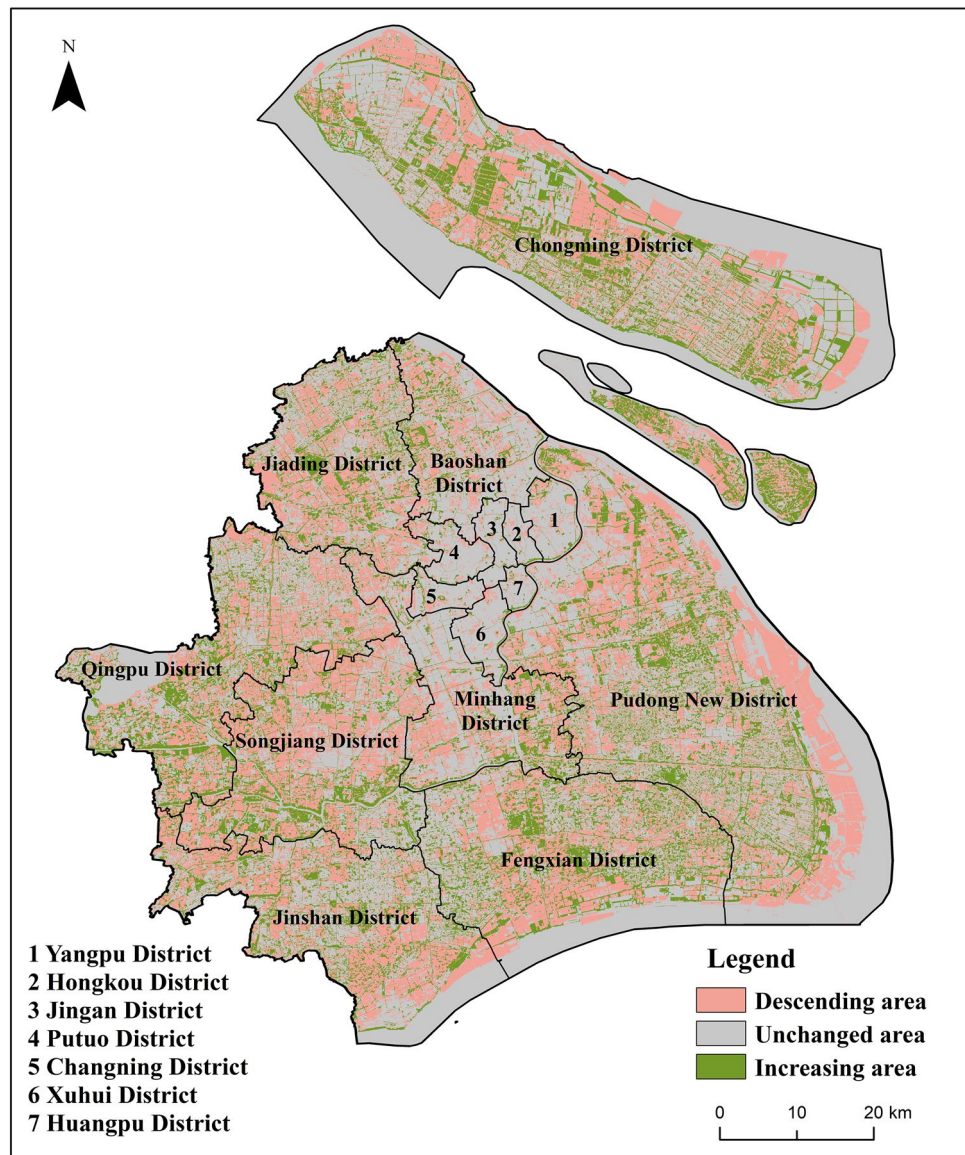 N
Chongming District
Jiading District
Baoshan
District
1
2
3
4
5
6
7
Qingpu District
Minhang
District
Pudong New District
Songjiang District
Fengxian District
Jinshan District
1 Yangpu District
2 Hongkou District
3 Jingan District
4 Putuo District
5 Changning District
6 Xuhui District
7 Huangpu District
Legend
Descending area
Unchanged area
Increasing area
0 10 20 km